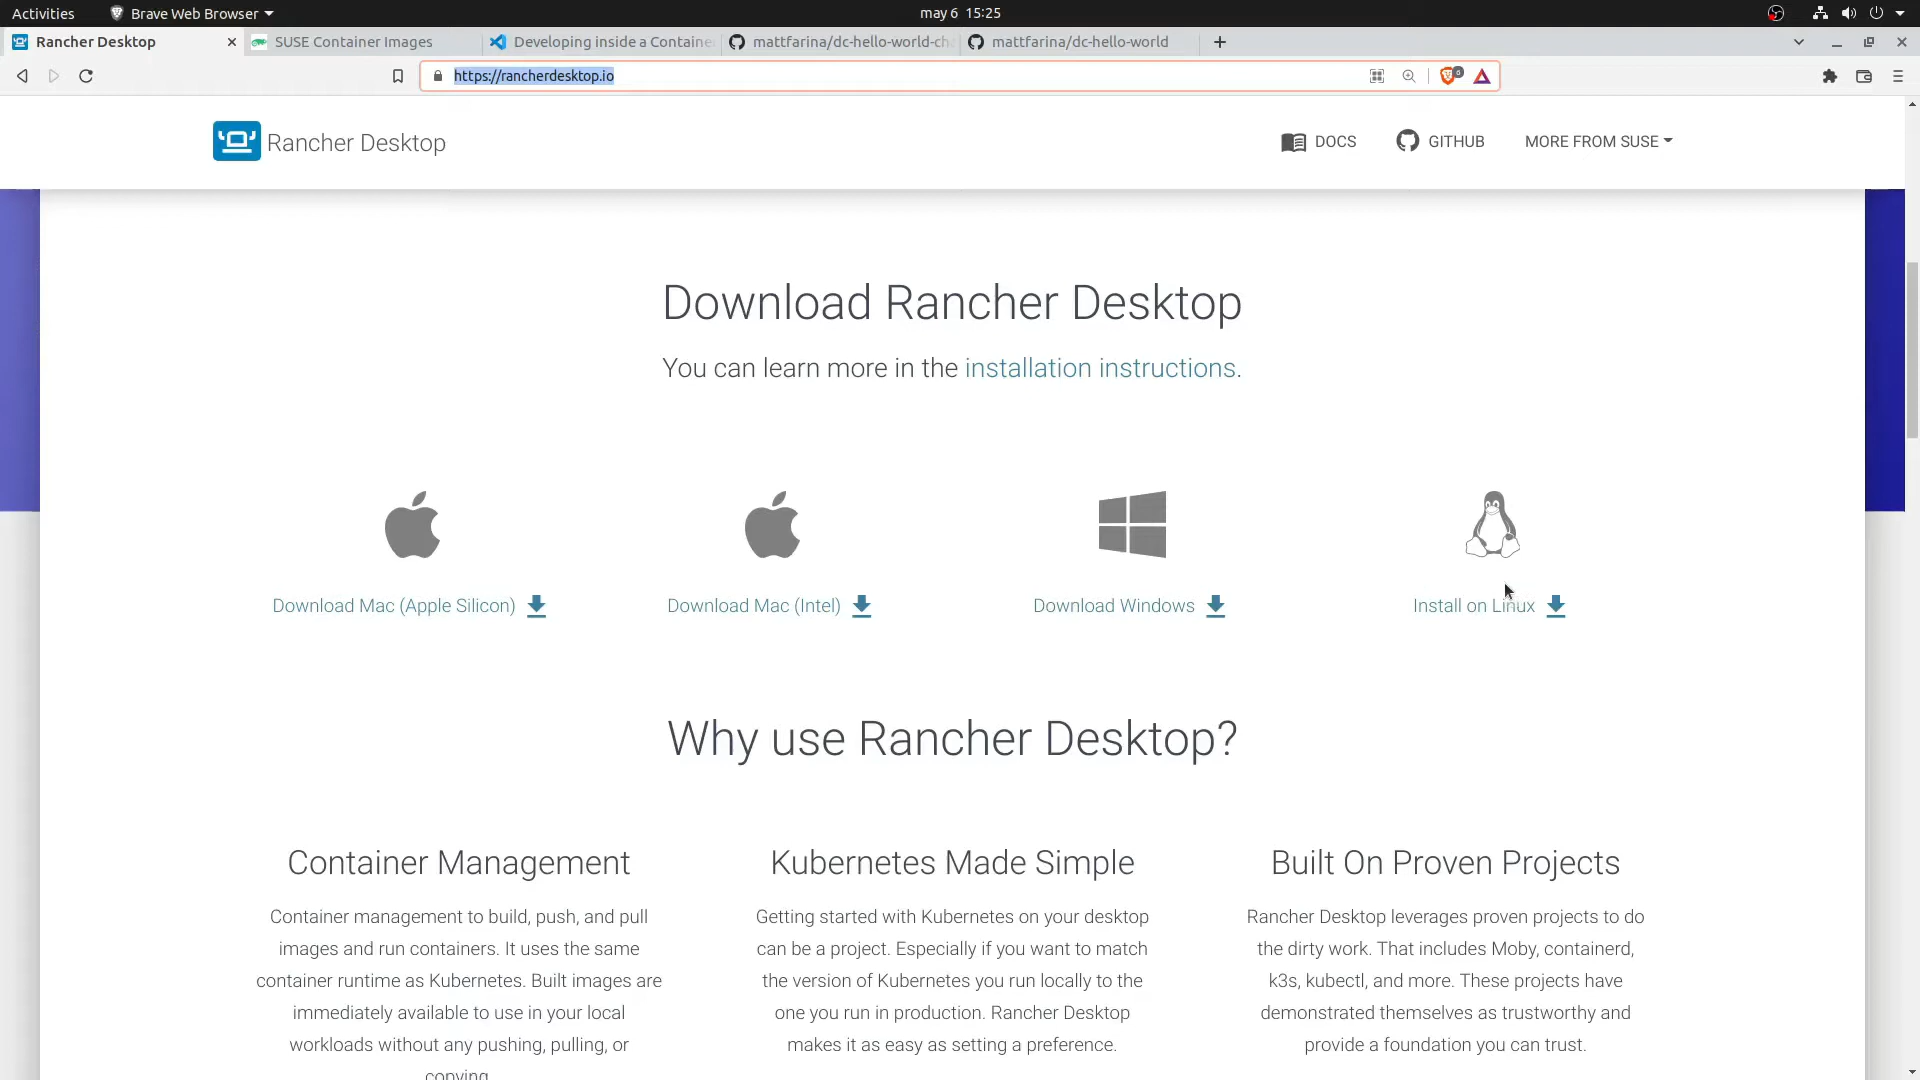 Activities
Brave Web Browser
may 6 15:25
Rancher Desktop
SUSE Container Images
Developing inside a Containe
mattfarina/dc-hello-world-ch
mattfarina/dc-hello-world
https://rancherdesktop.io
6
Rancher Desktop
DOCS
GITHUB
MORE FROM SUSE
Download Rancher Desktop
You can learn more in the installation instructions.
Download Mac (Apple Silicon)
Download Mac (Intel)
Download Windows
Install on Linux
Why use Rancher Desktop?
Container Management
Container management to build, push, and pull
images and run containers. It uses the same
container runtime as Kubernetes. Built images are
immediately available to use in your local
workloads without any pushing, pulling, or
copying.
Kubernetes Made Simple
Getting started with Kubernetes on your desktop
can be a project. Especially if you want to match
the version of Kubernetes you run locally to the
one you run in production. Rancher Desktop
makes it as easy as setting a preference.
Built On Proven Projects
Rancher Desktop leverages proven projects to do
the dirty work. That includes Moby, containerd,
k3s, kubectl, and more. These projects have
demonstrated themselves as trustworthy and
provide a foundation you can trust.